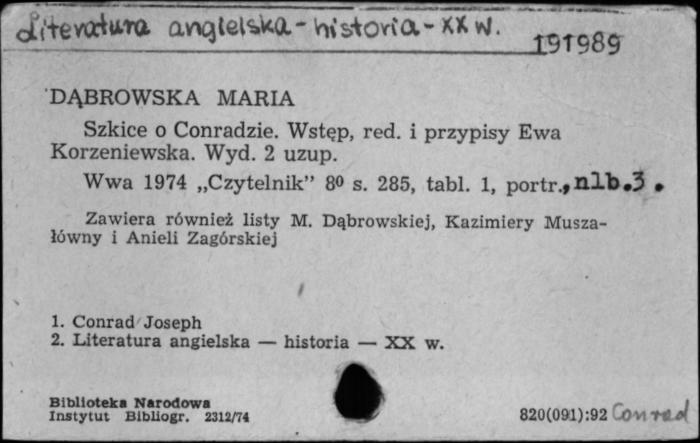 Literatura angielska - historia - XX w.
191989
DĄBROWSKA MARIA
Szkice o Conradzie. Wstęp, red. i przypisy Ewa
Korzeniewska. Wyd. 2 uzup.
Wwa 1974 „Czytelnik" 8⁰ s. 285, tabl. 1, portr., nlb.3.
Zawiera również listy M. Dąbrowskiej, Kazimiery Musza-
łówny i Anieli Zagórskiej
1. Conrad Joseph
2. Literatura angielska — historia — XX w.
Biblioteka Narodowa
Instytut Bibliogr. 2312/74
820(091):92 Conrad